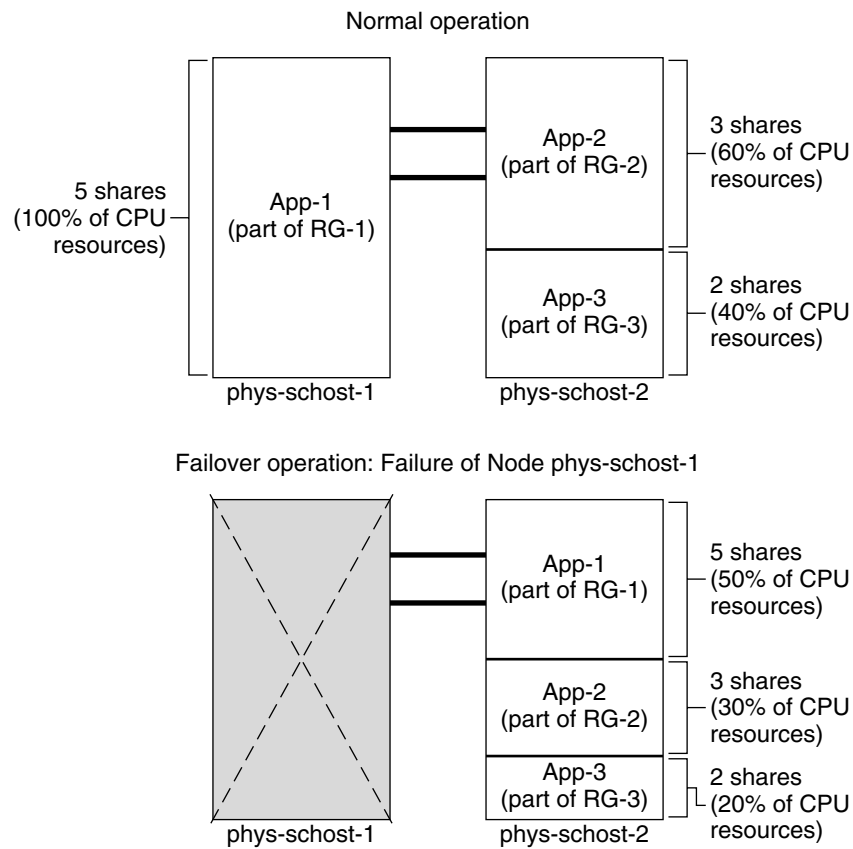 Normal operation
5 shares
(100% of CPU
resources)
App-1
(part of RG-1)
phys-schost-1
App-2
(part of RG-2)
3 shares
(60% of CPU
resources)
App-3
(part of RG-3)
2 shares
(40% of CPU
resources)
phys-schost-2
Failover operation: Failure of Node phys-schost-1
phys-schost-1
App-1
(part of RG-1)
5 shares
(50% of CPU
resources)
App-2
(part of RG-2)
3 shares
(30% of CPU
resources)
App-3
(part of RG-3)
2 shares
(20% of CPU
resources)
phys-schost-2